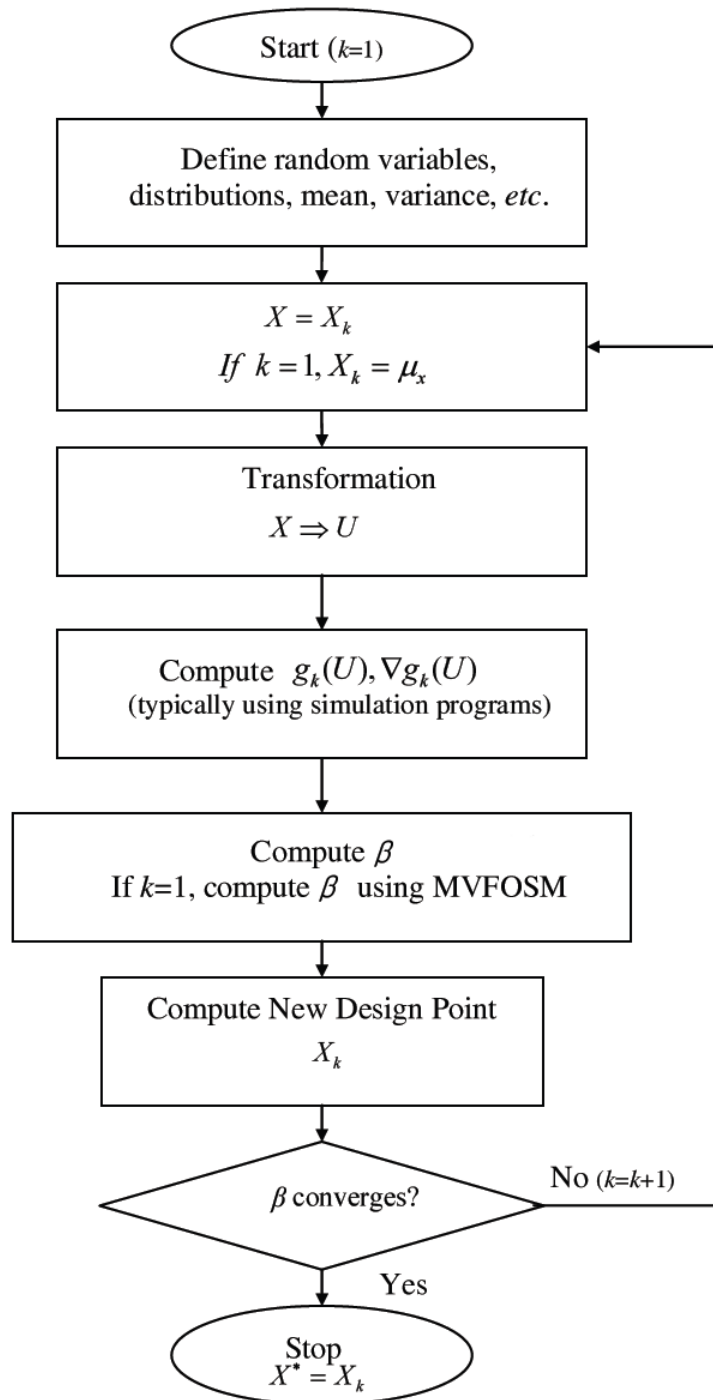 Start (k=1)
Define random variables,
distributions, mean, variance, etc.
X = X_k
If k = 1, X_k = μ_x
Transformation
X ⇒ U
Compute g_k(U), ∇g_k(U)
(typically using simulation programs)
Compute β
If k=1, compute β using MVFOSM
Compute New Design Point
X_k
β converges?
No (k=k+1)
Yes
Stop
X* = X_k